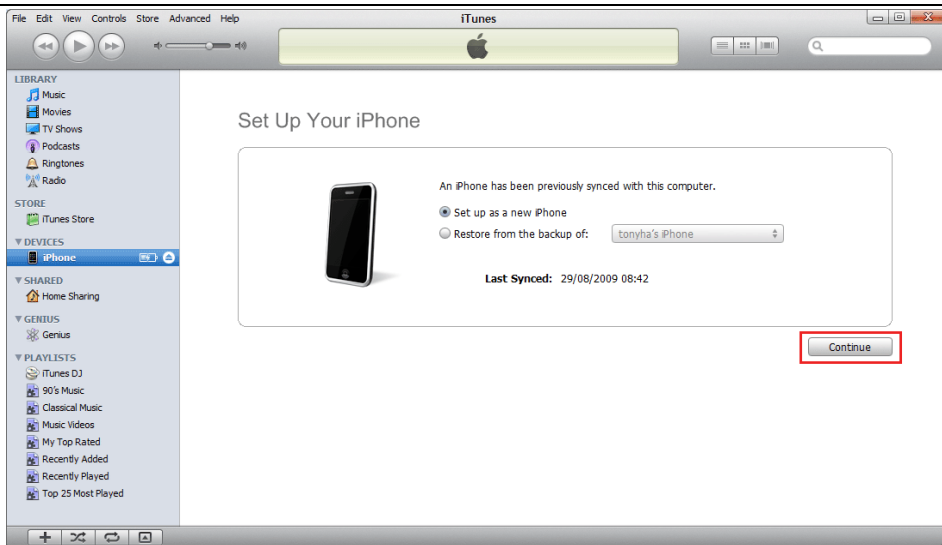 File Edit View Controls Store Advanced Help
iTunes
LIBRARY
Music
Movies
TV Shows
Podcasts
Ringtones
Radio
STORE
iTunes Store
DEVICES
iPhone
SHARED
Home Sharing
GENIUS
Genius
PLAYLISTS
iTunes DJ
90's Music
Classical Music
Music Videos
My Top Rated
Recently Added
Recently Played
Top 25 Most Played
Set Up Your iPhone
An iPhone has been previously synced with this computer.
Set up as a new iPhone
Restore from the backup of: tonyha's iPhone
Last Synced: 29/08/2009 08:42
Continue